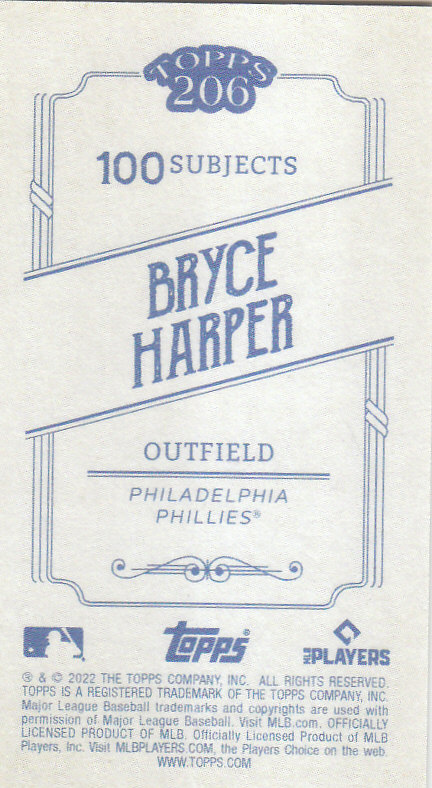 TOPPS
206
100 SUBJECTS
BRYCE
HARPER
OUTFIELD
PHILADELPHIA
PHILLIES®
topps®
MLB PLAYERS
® & © 2022 THE TOPPS COMPANY, INC. ALL RIGHTS RESERVED.
TOPPS IS A REGISTERED TRADEMARK OF THE TOPPS COMPANY, INC.
Major League Baseball trademarks and copyrights are used with
permission of Major League Baseball. Visit MLB.com. OFFICIALLY
LICENSED PRODUCT OF MLB. Officially Licensed Product of MLB
Players, Inc. Visit MLBPLAYERS.COM, the Players Choice on the web.
WWW.TOPPS.COM